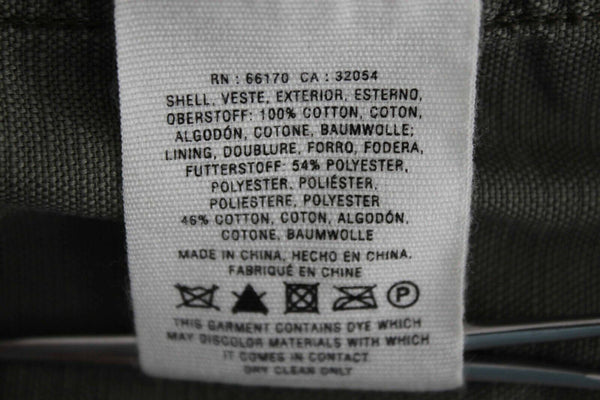 RN : 66170 CA : 32054
SHELL, VESTE, EXTERIOR, ESTERNO,
OBERSTOFF: 100% COTTON, COTON,
ALGODÓN, COTONE, BAUMWOLLE;
LINING, DOUBLURE, FORRO, FODERA,
FUTTERSTOFF: 54% POLYESTER,
POLYESTER, POLIÉSTER,
POLIESTERE, POLYESTER
46% COTTON, COTON, ALGODÓN,
COTONE, BAUMWOLLE
MADE IN CHINA, HECHO EN CHINA.
FABRIQUÉ EN CHINE
P
THIS GARMENT CONTAINS DYE WHICH
MAY DISCOLOR MATERIALS WITH WHICH
IT COMES IN CONTACT
DRY CLEAN ONLY